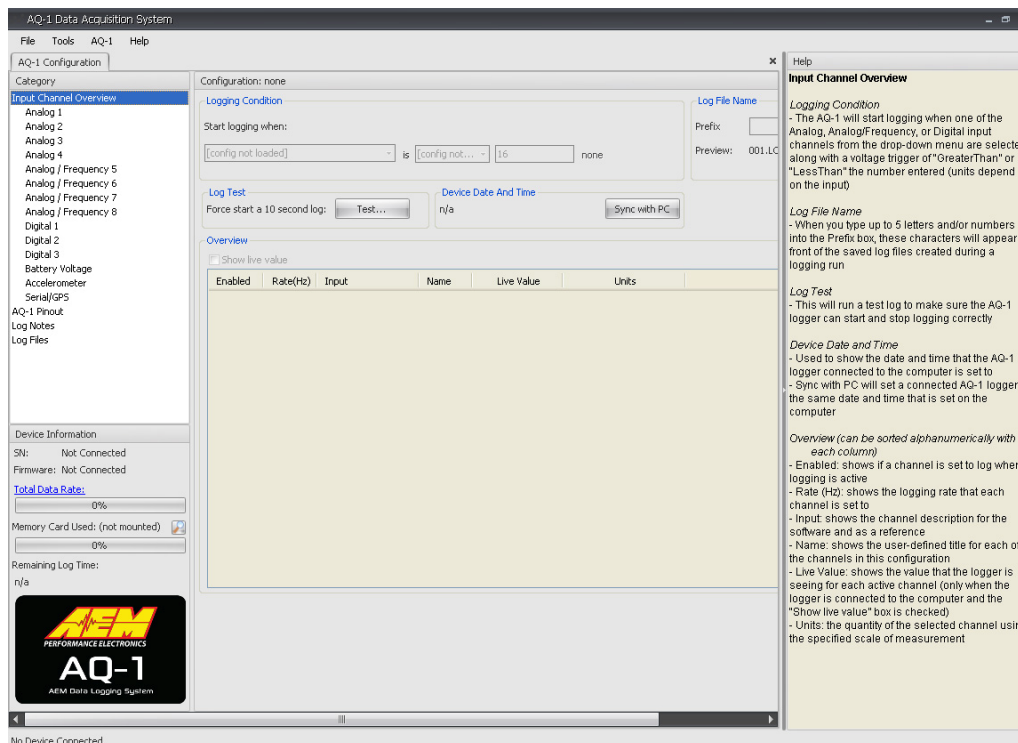 AQ-1 Data Acquisition System
File Tools AQ-1 Help
AQ-1 Configuration
Category
Input Channel Overview
Analog 1
Analog 2
Analog 3
Analog 4
Analog / Frequency 5
Analog / Frequency 6
Analog / Frequency 7
Analog / Frequency 8
Digital 1
Digital 2
Digital 3
Battery Voltage
Accelerometer
Serial/GPS
AQ-1 Pinout
Log Notes
Log Files
Device Information
SN: Not Connected
Firmware: Not Connected
Total Data Rate:
0%
Memory Card Used: (not mounted)
0%
Remaining Log Time:
n/a
AEM
PERFORMANCE ELECTRONICS
AQ-1
AEM Data Logging System
Configuration: none
Logging Condition
Start logging when:
[config not loaded] is [config not... 16 none
Log File Name
Prefix
Preview: 001.LO
Log Test
Force start a 10 second log: Test...
Device Date And Time
n/a Sync with PC
Overview
Show live value
Enabled Rate(Hz) Input Name Live Value Units
Help
Input Channel Overview
Logging Condition
- The AQ-1 will start logging when one of the
Analog, Analog/Frequency, or Digital input
channels from the drop-down menu are selecte
along with a voltage trigger of "GreaterThan" or
"LessThan" the number entered (units depend
on the input)
Log File Name
- When you type up to 5 letters and/or numbers
into the Prefix box, these characters will appear
front of the saved log files created during a
logging run
Log Test
- This will run a test log to make sure the AQ-1
logger can start and stop logging correctly
Device Date and Time
- Used to show the date and time that the AQ-1
logger connected to the computer is set to
- Sync with PC will set a connected AQ-1 logger
the same date and time that is set on the
computer
Overview (can be sorted alphanumerically with
each column)
- Enabled: shows if a channel is set to log when
logging is active
- Rate (Hz): shows the logging rate that each
channel is set to
- Input: shows the channel description for the
software and as a reference
- Name: shows the user-defined title for each of
the channels in this configuration
- Live Value: shows the value that the logger is
seeing for each active channel (only when the
logger is connected to the computer and the
"Show live value" box is checked)
- Units: the quantity of the selected channel usin
the specified scale of measurement
No Device Connected